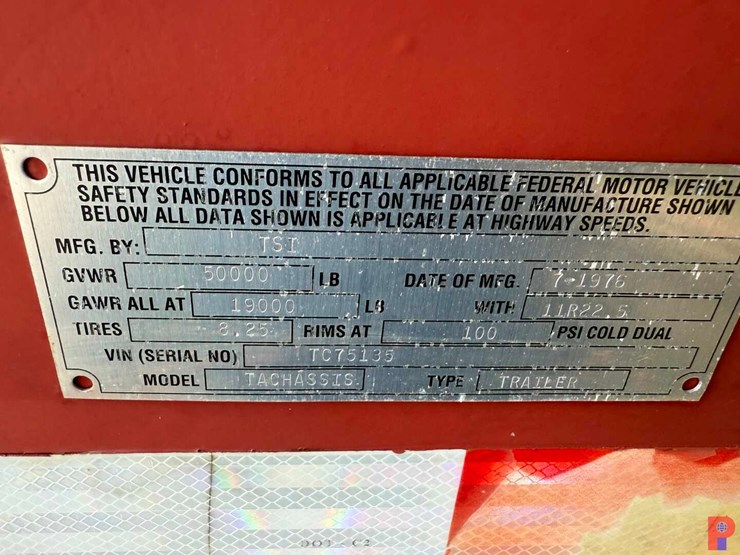 THIS VEHICLE CONFORMS TO ALL APPLICABLE FEDERAL MOTOR VEHICLE
SAFETY STANDARDS IN EFFECT ON THE DATE OF MANUFACTURE SHOWN
BELOW ALL DATA SHOWN IS APPLICABLE AT HIGHWAY SPEEDS.
MFG. BY: TSI
GVWR 50000 LB DATE OF MFG. 7-1976
GAWR ALL AT 19000 LB WITH 11R22.5
TIRES 8.25 RIMS AT 100 PSI COLD DUAL
VIN (SERIAL NO) TC75135
MODEL TACHASSIS TYPE TRAILER
DOT-C2